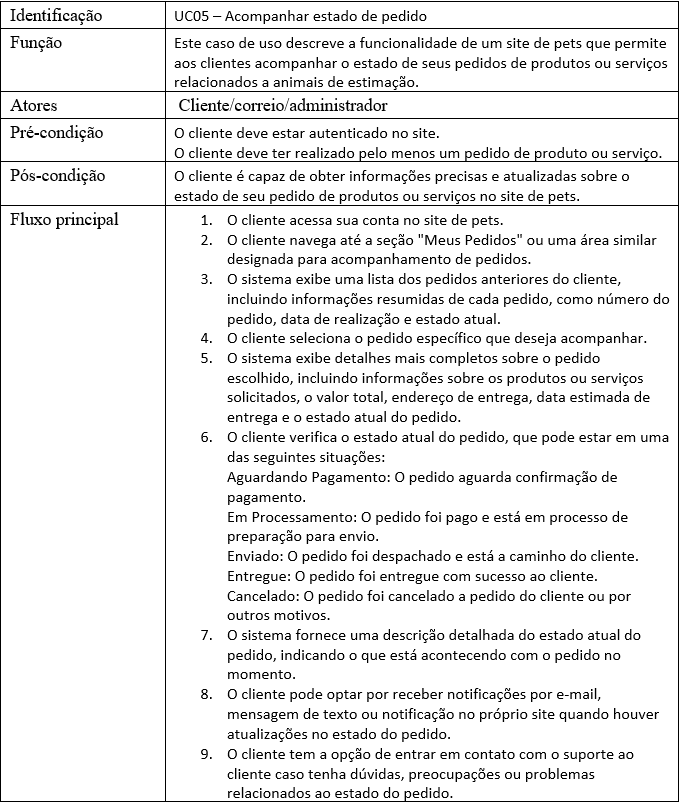 Identificação UC05 – Acompanhar estado de pedido
Função Este caso de uso descreve a funcionalidade de um site de pets que permite
aos clientes acompanhar o estado de seus pedidos de produtos ou serviços
relacionados a animais de estimação.
Atores Cliente/correio/administrador
Pré-condição O cliente deve estar autenticado no site.
O cliente deve ter realizado pelo menos um pedido de produto ou serviço.
Pós-condição O cliente é capaz de obter informações precisas e atualizadas sobre o
estado de seu pedido de produtos ou serviços no site de pets.
Fluxo principal 1. O cliente acessa sua conta no site de pets.
2. O cliente navega até a seção "Meus Pedidos" ou uma área similar
designada para acompanhamento de pedidos.
3. O sistema exibe uma lista dos pedidos anteriores do cliente,
incluindo informações resumidas de cada pedido, como número do
pedido, data de realização e estado atual.
4. O cliente seleciona o pedido específico que deseja acompanhar.
5. O sistema exibe detalhes mais completos sobre o pedido
escolhido, incluindo informações sobre os produtos ou serviços
solicitados, o valor total, endereço de entrega, data estimada de
entrega e o estado atual do pedido.
6. O cliente verifica o estado atual do pedido, que pode estar em uma
das seguintes situações:
Aguardando Pagamento: O pedido aguarda confirmação de
pagamento.
Em Processamento: O pedido foi pago e está em processo de
preparação para envio.
Enviado: O pedido foi despachado e está a caminho do cliente.
Entregue: O pedido foi entregue com sucesso ao cliente.
Cancelado: O pedido foi cancelado a pedido do cliente ou por
outros motivos.
7. O sistema fornece uma descrição detalhada do estado atual do
pedido, indicando o que está acontecendo com o pedido no
momento.
8. O cliente pode optar por receber notificações por e-mail,
mensagem de texto ou notificação no próprio site quando houver
atualizações no estado do pedido.
9. O cliente tem a opção de entrar em contato com o suporte ao
cliente caso tenha dúvidas, preocupações ou problemas
relacionados ao estado do pedido.